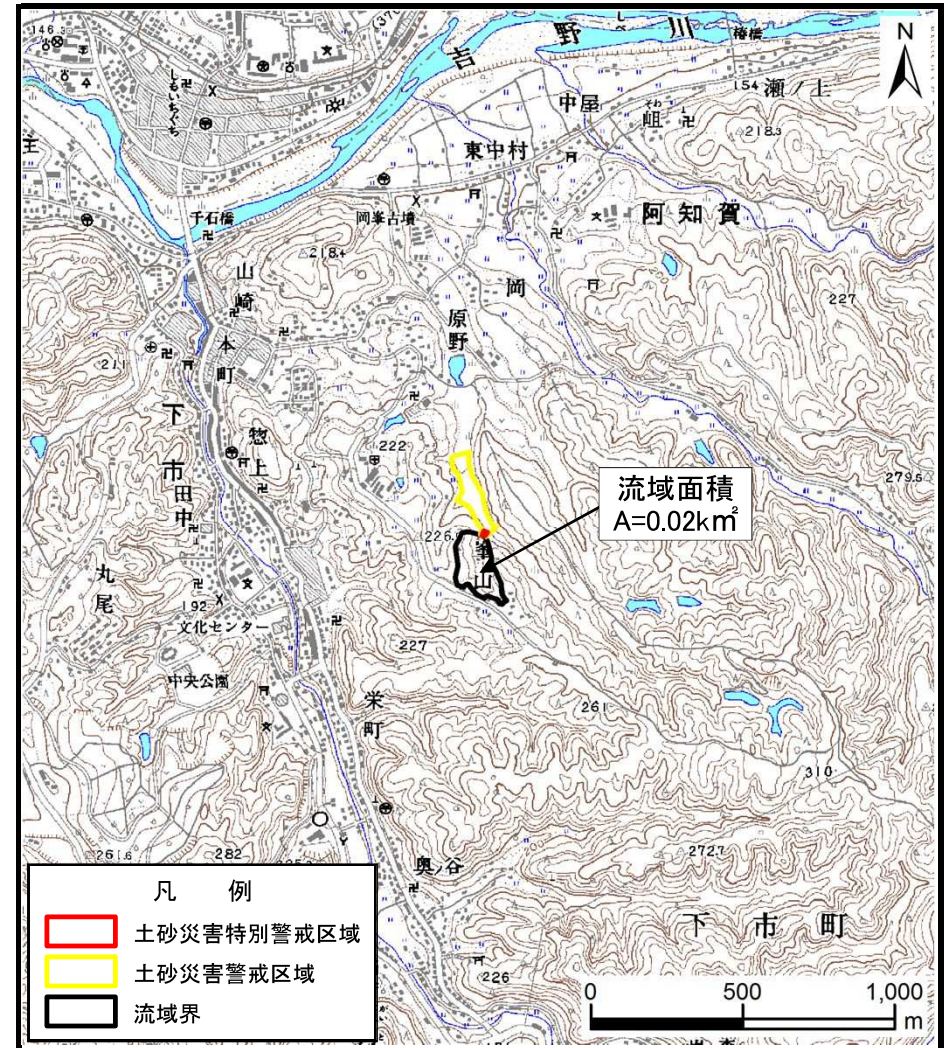 146.3
吉野川
椿橋
N
154
瀬ノ上
中屋
そわ
岨
218.3
しもいちぐち
東中村
千石橋
岡峯古墳
阿知賀
218.4
山崎
岡
227
原野
本町
211
下市
惣上
222
279.5
田中
流域面積
A=0.02k㎡
226.
山
丸尾
192
文化センター
227
中央公園
栄町
261
310
261.6
282
272.7
奥ノ谷
下市町
226
凡 例
土砂災害特別警戒区域
土砂災害警戒区域
流域界
0 500 1,000
m